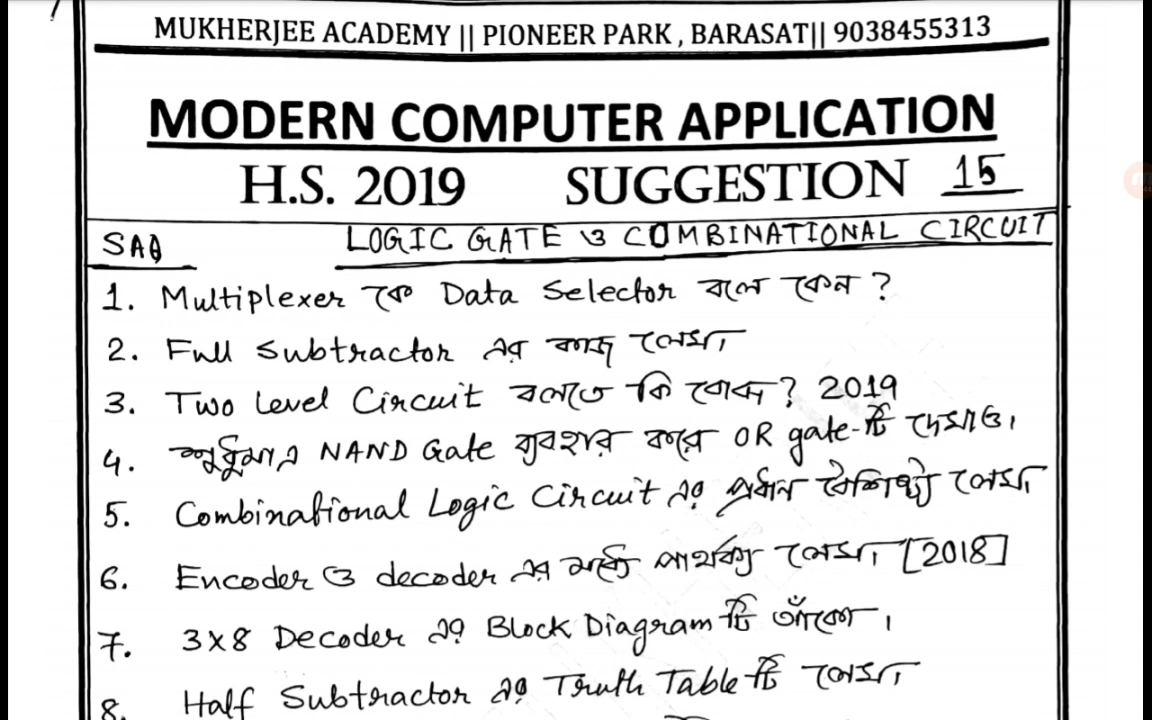 MUKHERJEE ACADEMY || PIONEER PARK , BARASAT|| 9038455313
MODERN COMPUTER APPLICATION
H.S. 2019 SUGGESTION 15
SAQ LOGIC GATE ও COMBINATIONAL CIRCUIT
1. Multiplexer কে Data Selector বলে কেন ?
2. Full Subtractor এর কাজ লেখো।
3. Two Level Circuit বলতে কি বোঝ? 2019
4. শুধুমাত্র NAND Gate ব্যবহার করে OR gate-টি দেখাও।
5. Combinational Logic Circuit এর প্রধান বৈশিষ্ট্য লেখো
6. Encoder ও decoder এর মধ্যে পার্থক্য লেখো। [2018]
7. 3x8 Decoder এর Block Diagram টি আঁকো ।
8. Half Subtractor এর Truth Table টি লেখো।